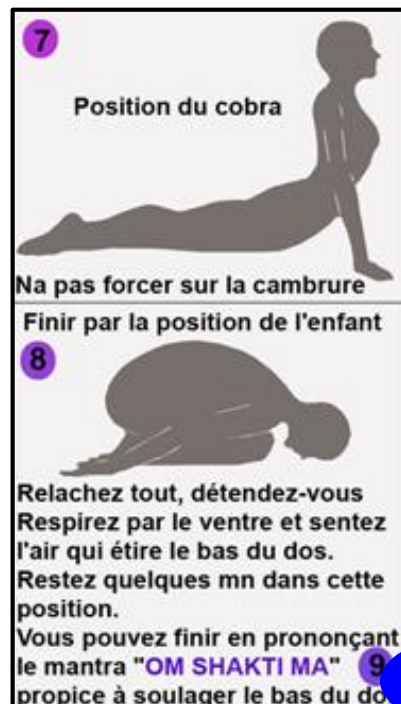 7
Position du cobra
Na pas forcer sur la cambrure
Finir par la position de l'enfant
8
Relachez tout, détendez-vous
Respirez par le ventre et sentez
l'air qui étire le bas du dos.
Restez quelques mn dans cette
position.
Vous pouvez finir en prononçant
le mantra "OM SHAKTI MA" 9
propice à soulager le bas du